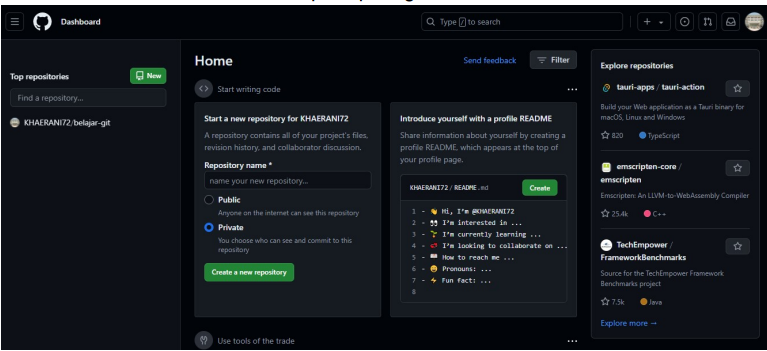 Dashboard
Type / to search
Top repositories
New
Find a repository...
KHAERANI72/belajar-git
Home
Send feedback
Filter
Start writing code
Start a new repository for KHAERANI72
A repository contains all of your project's files,
revision history, and collaborator discussion.
Repository name *
name your new repository...
Public
Anyone on the internet can see this repository
Private
You choose who can see and commit to this
repository
Create a new repository
Introduce yourself with a profile README
Share information about yourself by creating a
profile README, which appears at the top of
your profile page.
KHAERANI72 / README.md
Create
1 - 👋 Hi, I'm @KHAERANI72
2 - 👀 I'm interested in ...
3 - 🌱 I'm currently learning ...
4 - 💞️ I'm looking to collaborate on ...
5 - 📫 How to reach me ...
6 - 😄 Pronouns: ...
7 - ⚡ Fun fact: ...
8
Use tools of the trade
Explore repositories
tauri-apps / tauri-action
Build your Web application as a Tauri binary for
macOS, Linux and Windows
820
TypeScript
emscripten-core /
emscripten
Emscripten: An LLVM-to-WebAssembly Compiler
25.4k
C++
TechEmpower /
FrameworkBenchmarks
Source for the TechEmpower Framework
Benchmarks project
7.5k
Java
Explore more →